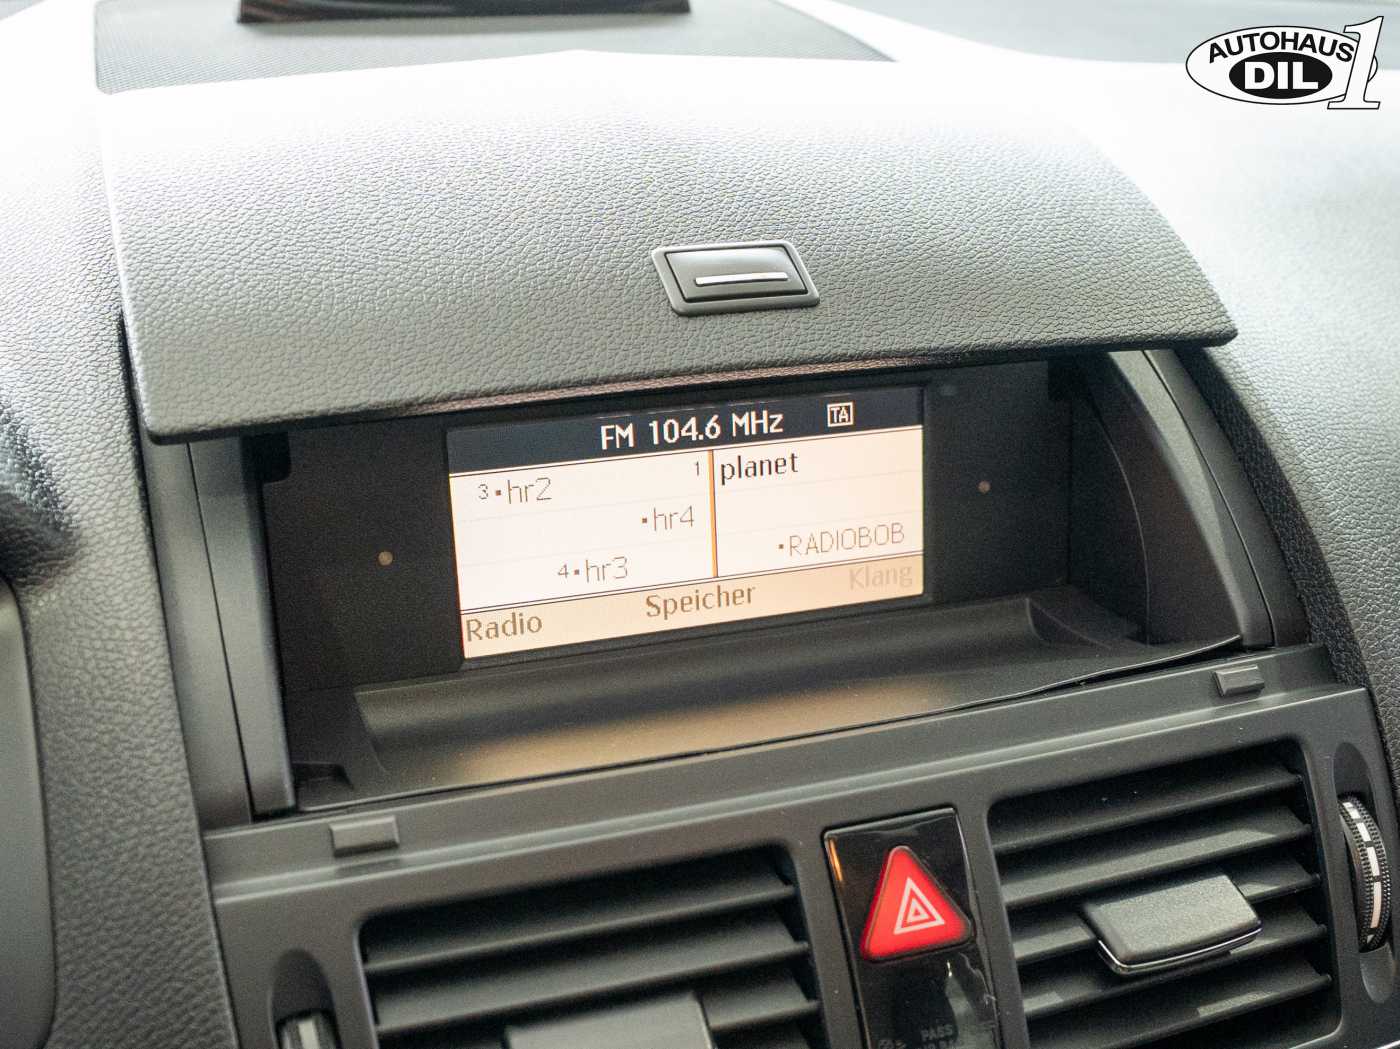 AUTOHAUS
DIL 1
FM 104.6 MHz TA
3·hr2 1 planet
·hr4
4·hr3 ·RADIOBOB
Radio Speicher Klang
PASS